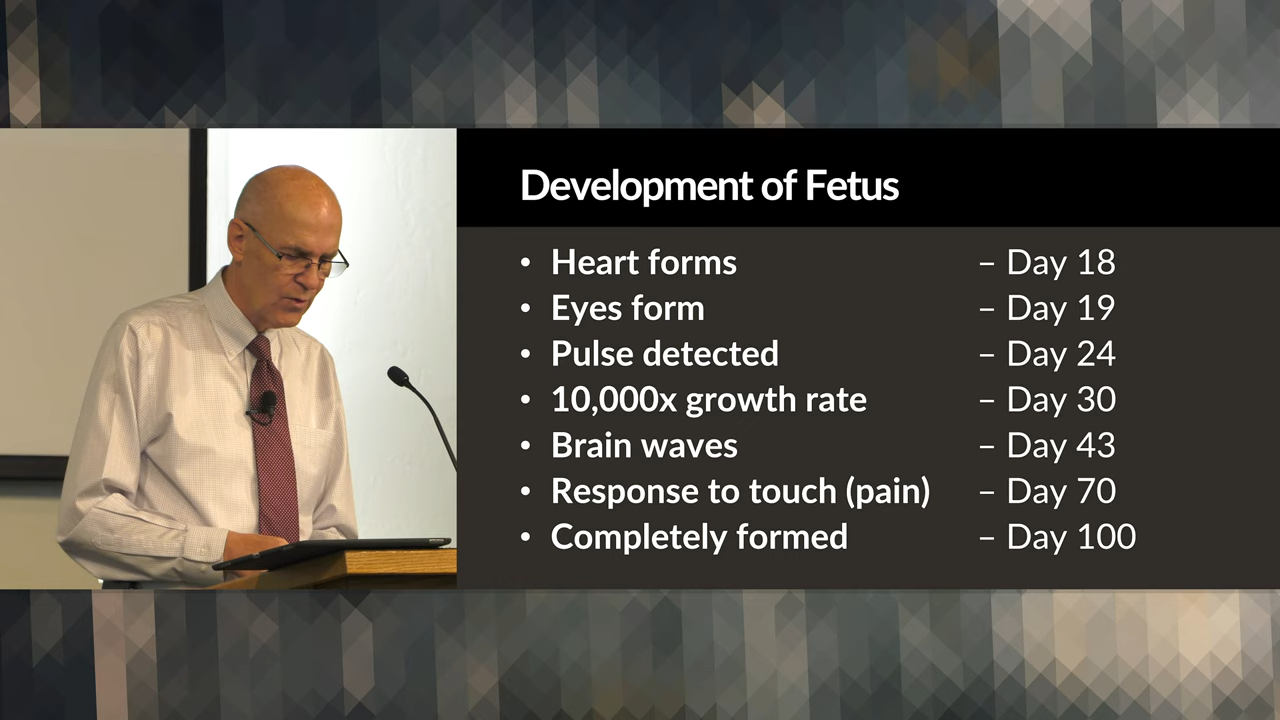 Development of Fetus
• Heart forms – Day 18
• Eyes form – Day 19
• Pulse detected – Day 24
• 10,000x growth rate – Day 30
• Brain waves – Day 43
• Response to touch (pain) – Day 70
• Completely formed – Day 100